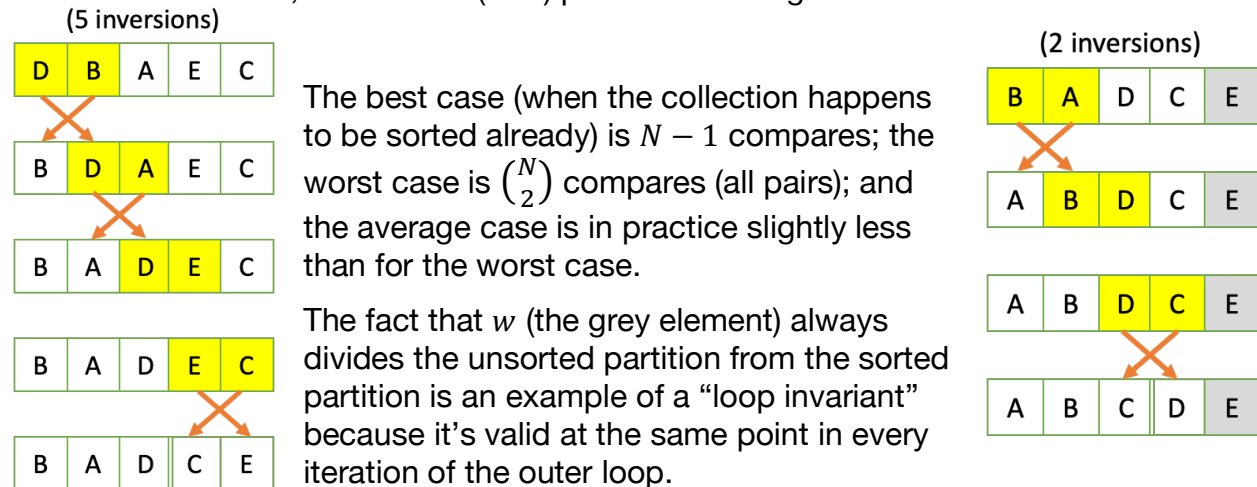 (5 inversions)
D B A E C
B D A E C
B A D E C
B A D E C
B A D C E
The best case (when the collection happens
to be sorted already) is 𝑁 − 1 compares; the
worst case is (𝑁 2) compares (all pairs); and
the average case is in practice slightly less
than for the worst case.
The fact that 𝑤 (the grey element) always
divides the unsorted partition from the sorted
partition is an example of a “loop invariant”
because it’s valid at the same point in every
iteration of the outer loop.
(2 inversions)
B A D C E
A B D C E
A B D C E
A B C D E